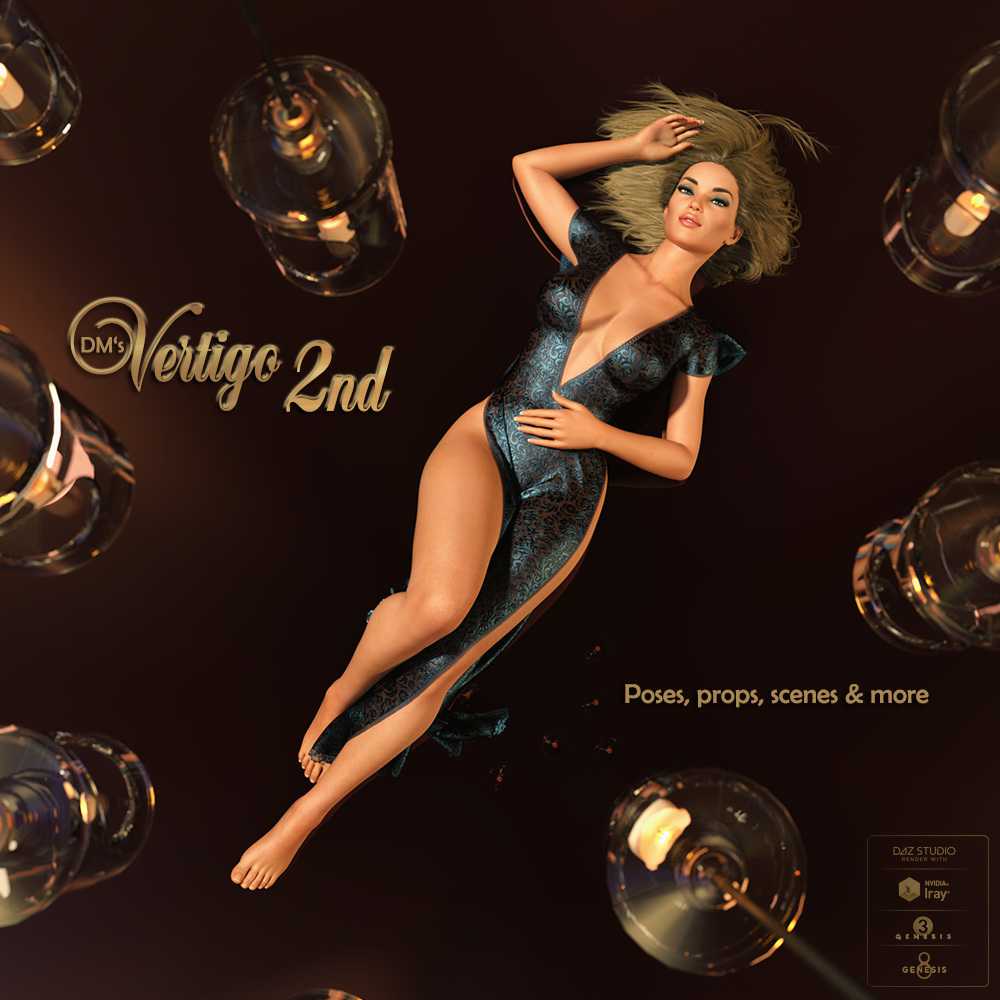 DM's Vertigo 2nd
Poses, props, scenes & more
DAZ STUDIO
RENDER WITH
NVIDIA
Iray
3
GENESIS
8
GENESIS